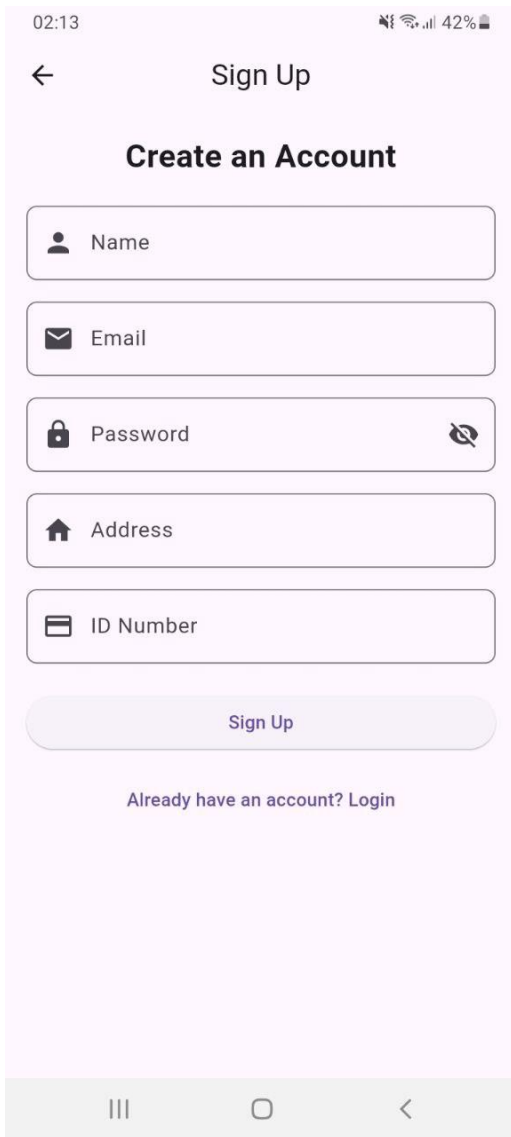 02:13 42%
Sign Up
Create an Account
Name
Email
Password
Address
ID Number
Sign Up
Already have an account? Login